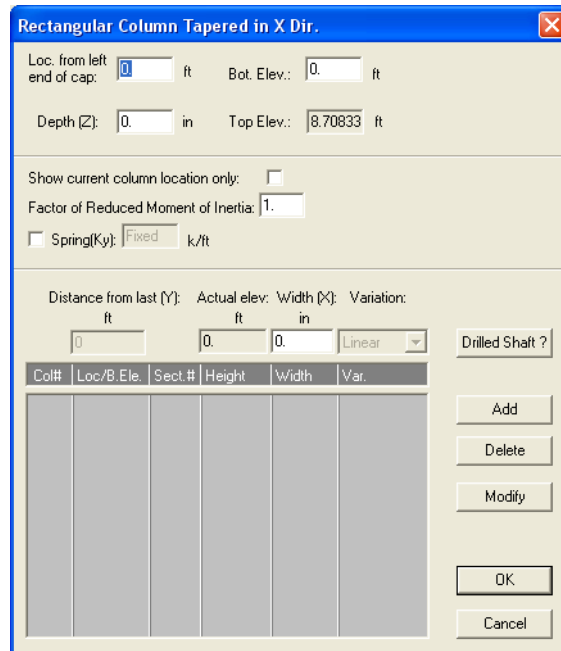 Rectangular Column Tapered in X Dir.
Loc. from left end of cap: 0. ft Bot. Elev.: 0. ft
Depth (Z): 0. in Top Elev.: 8.70833 ft
Show current column location only:
Factor of Reduced Moment of Inertia: 1.
Spring(Ky): Fixed k/ft
Distance from last (Y): Actual elev: Width (X): Variation:
ft ft in
0 0. 0. Linear Drilled Shaft ?
Col# Loc/B.Ele. Sect.# Height Width Var.
Add
Delete
Modify
OK
Cancel